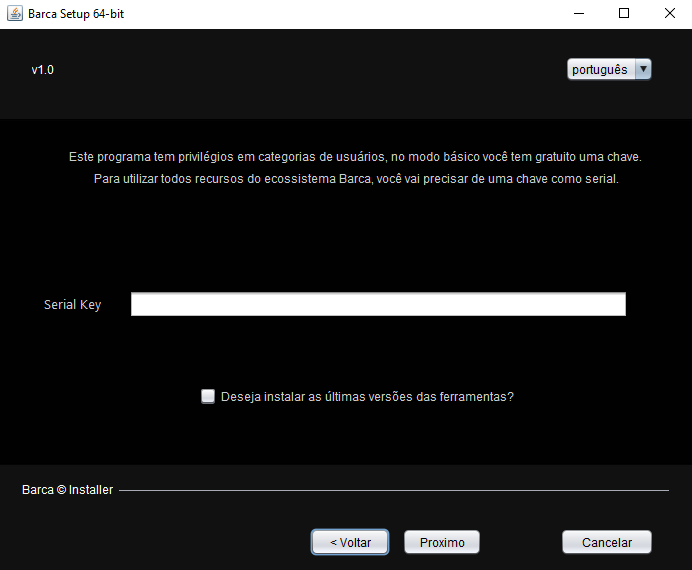 Barca Setup 64-bit
v1.0
português
Este programa tem privilégios em categorias de usuários, no modo básico você tem gratuito uma chave.
Para utilizar todos recursos do ecossistema Barca, você vai precisar de uma chave como serial.
Serial Key
Deseja instalar as últimas versões das ferramentas?
Barca © Installer
< Voltar
Proximo
Cancelar